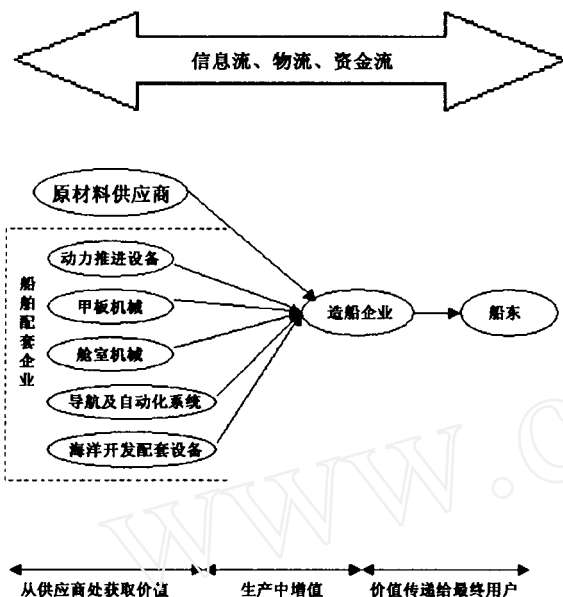 信息流、物流、资金流
原材料供应商
船舶配套企业
动力推进设备
甲板机械
舱室机械
导航及自动化系统
海洋开发配套设备
造船企业
船东
www.c
从供应商处获取价值
生产中增值
价值传递给最终用户